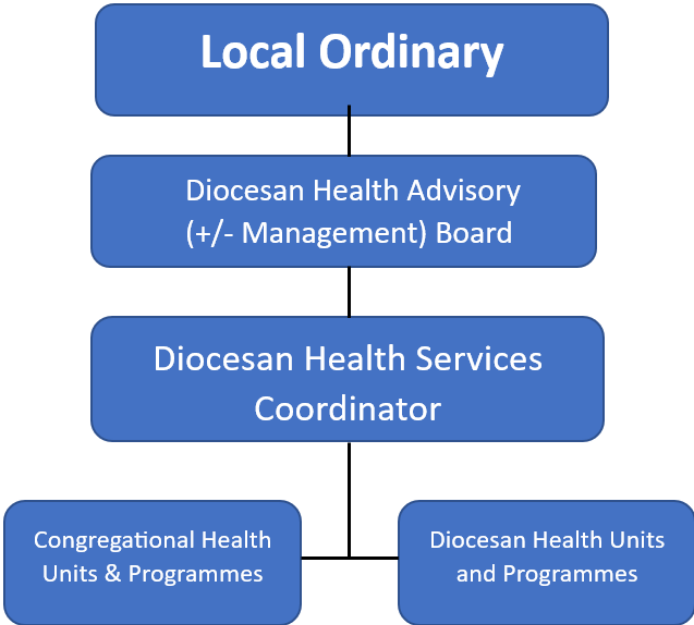 Local Ordinary
Diocesan Health Advisory
(+/- Management) Board
Diocesan Health Services
Coordinator
Congregational Health
Units & Programmes
Diocesan Health Units
and Programmes